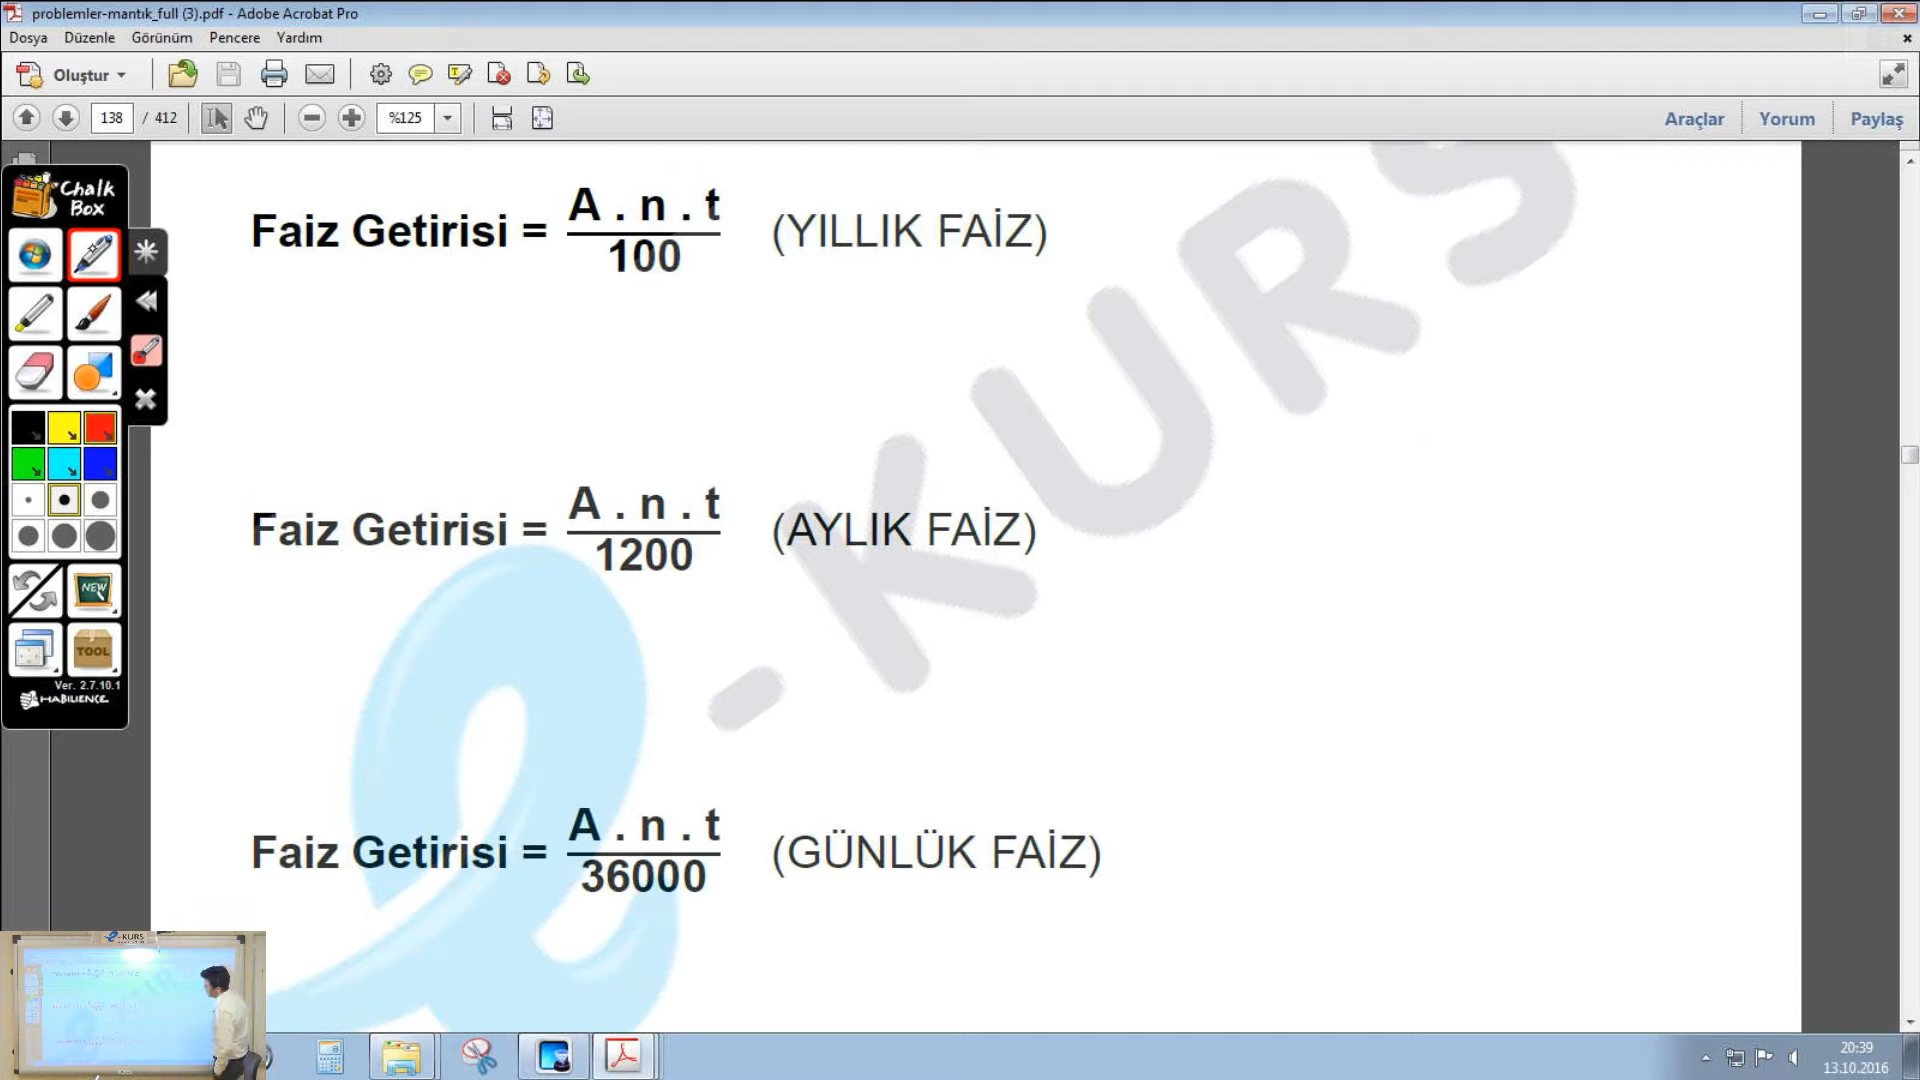 problemler-mantık_full (3).pdf - Adobe Acrobat Pro
Dosya Düzenle Görünüm Pencere Yardım
Oluştur
138 / 412 %125 Araçlar Yorum Paylaş
Chalk
Box
NEW
TOOL
Ver. 2.7.10.1
HABILIENCE
Faiz Getirisi = A . n . t / 100 (YILLIK FAİZ)
Faiz Getirisi = A . n . t / 1200 (AYLIK FAİZ)
Faiz Getirisi = A . n . t / 36000 (GÜNLÜK FAİZ)
e-KURS
e-KURS
20:39
13.10.2016